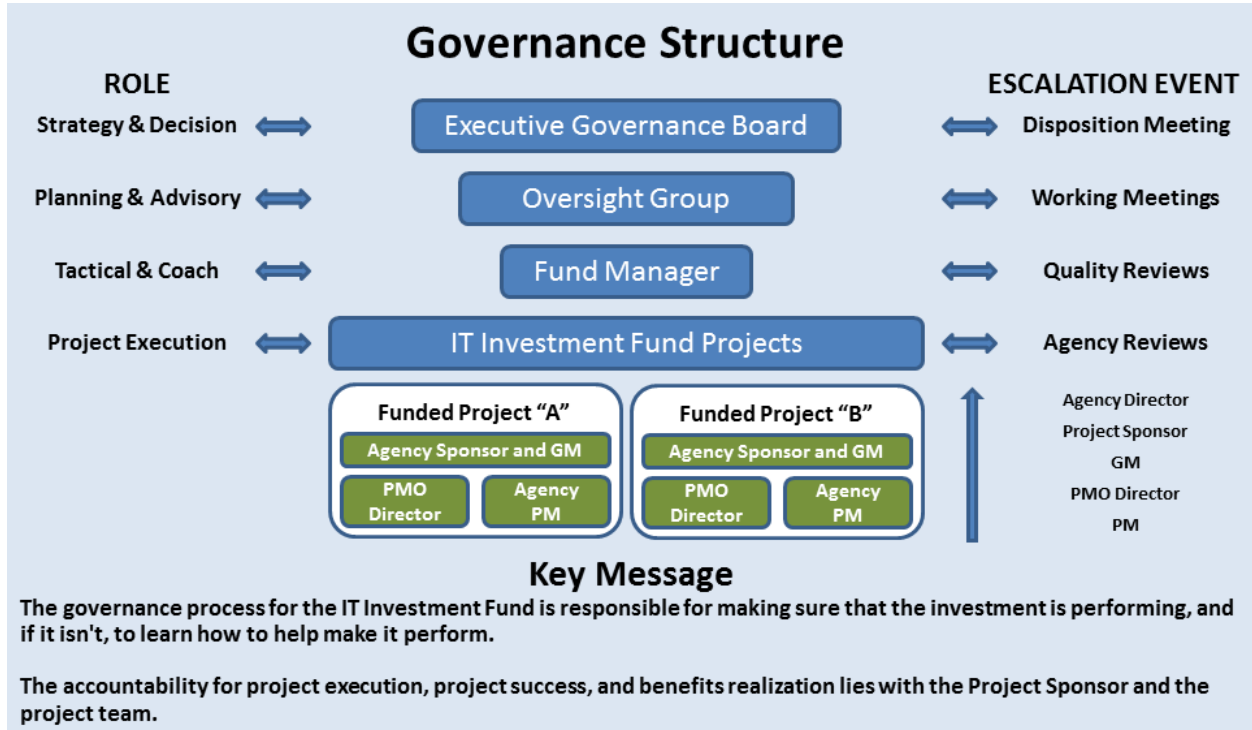 Governance Structure
ROLE
ESCALATION EVENT
Strategy & Decision
Executive Governance Board
Disposition Meeting
Planning & Advisory
Oversight Group
Working Meetings
Tactical & Coach
Fund Manager
Quality Reviews
Project Execution
IT Investment Fund Projects
Agency Reviews
Funded Project “A”
Agency Sponsor and GM
PMO
Director
Agency
PM
Funded Project “B”
Agency Sponsor and GM
PMO
Director
Agency
PM
Agency Director
Project Sponsor
GM
PMO Director
PM
Key Message
The governance process for the IT Investment Fund is responsible for making sure that the investment is performing, and
if it isn't, to learn how to help make it perform.
The accountability for project execution, project success, and benefits realization lies with the Project Sponsor and the
project team.